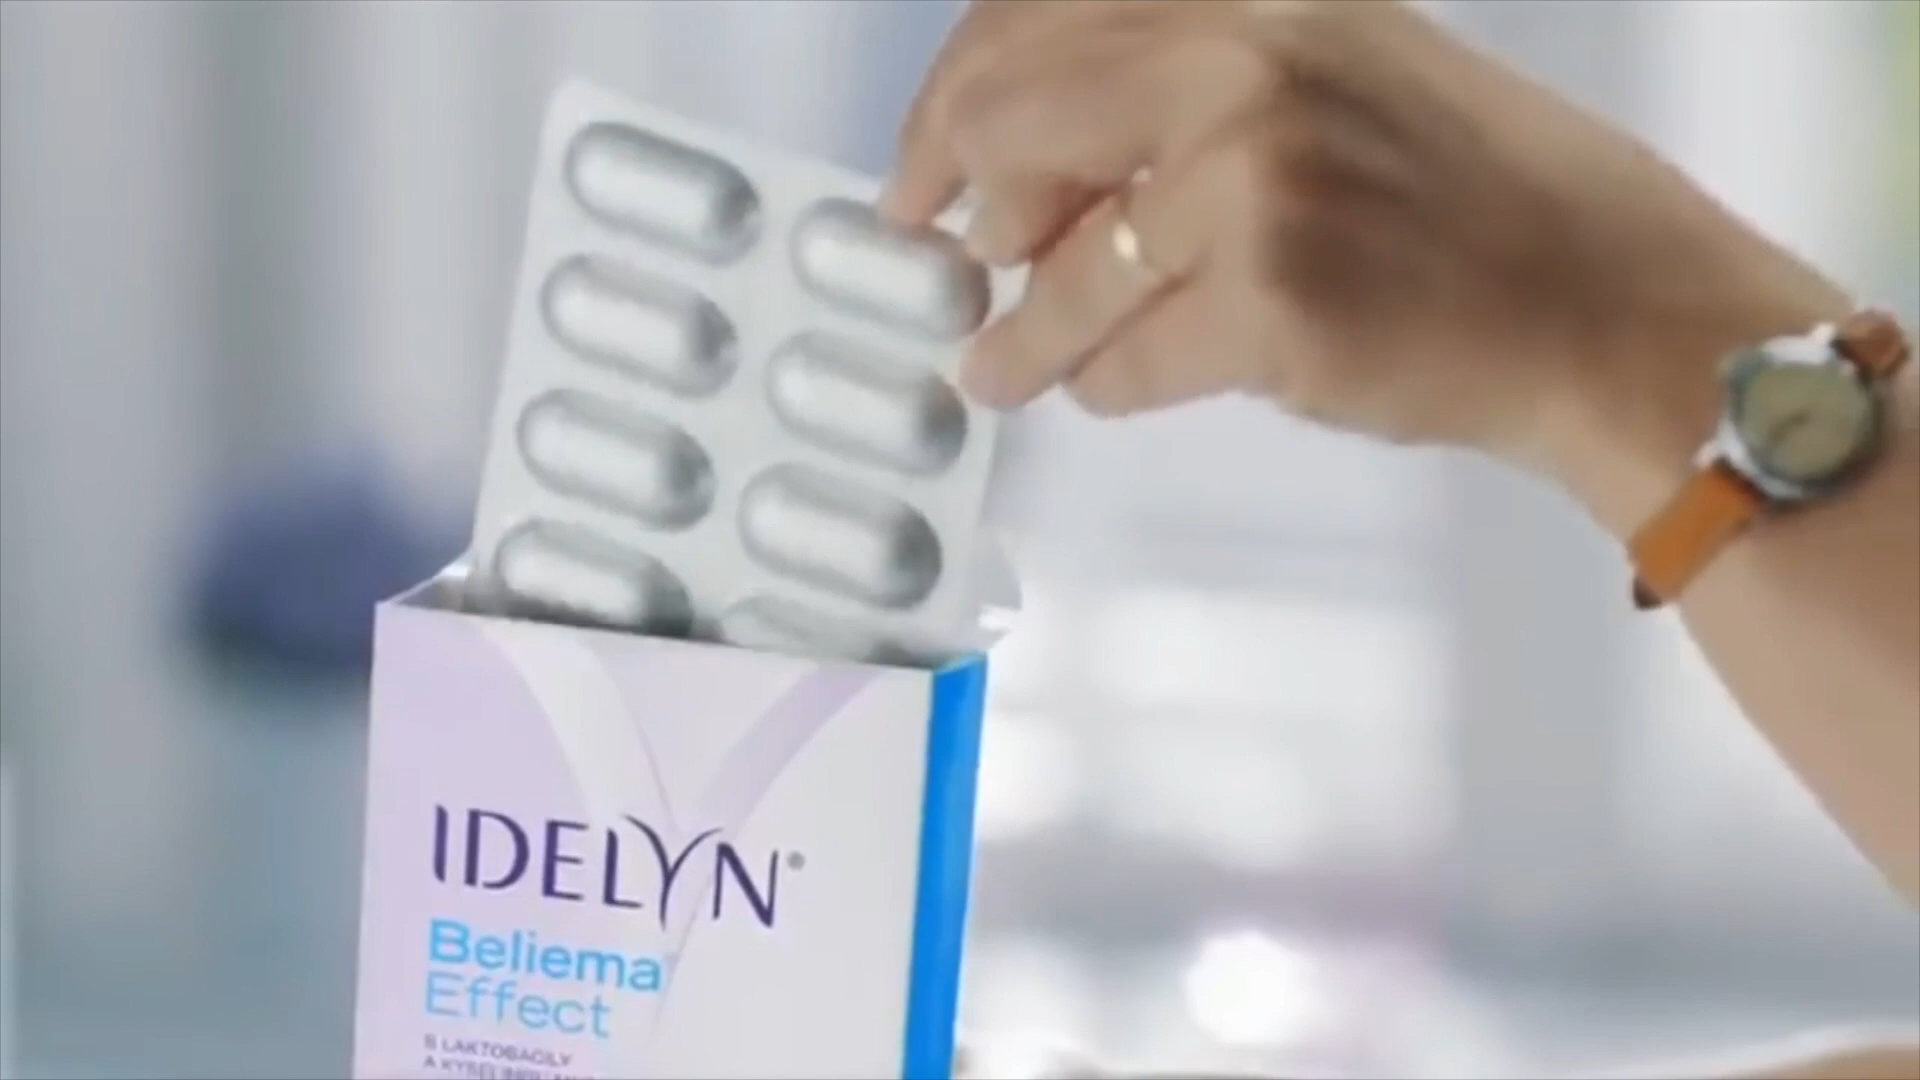 IDELYN®
Beliema
Effect
S LAKTOBACILY
A